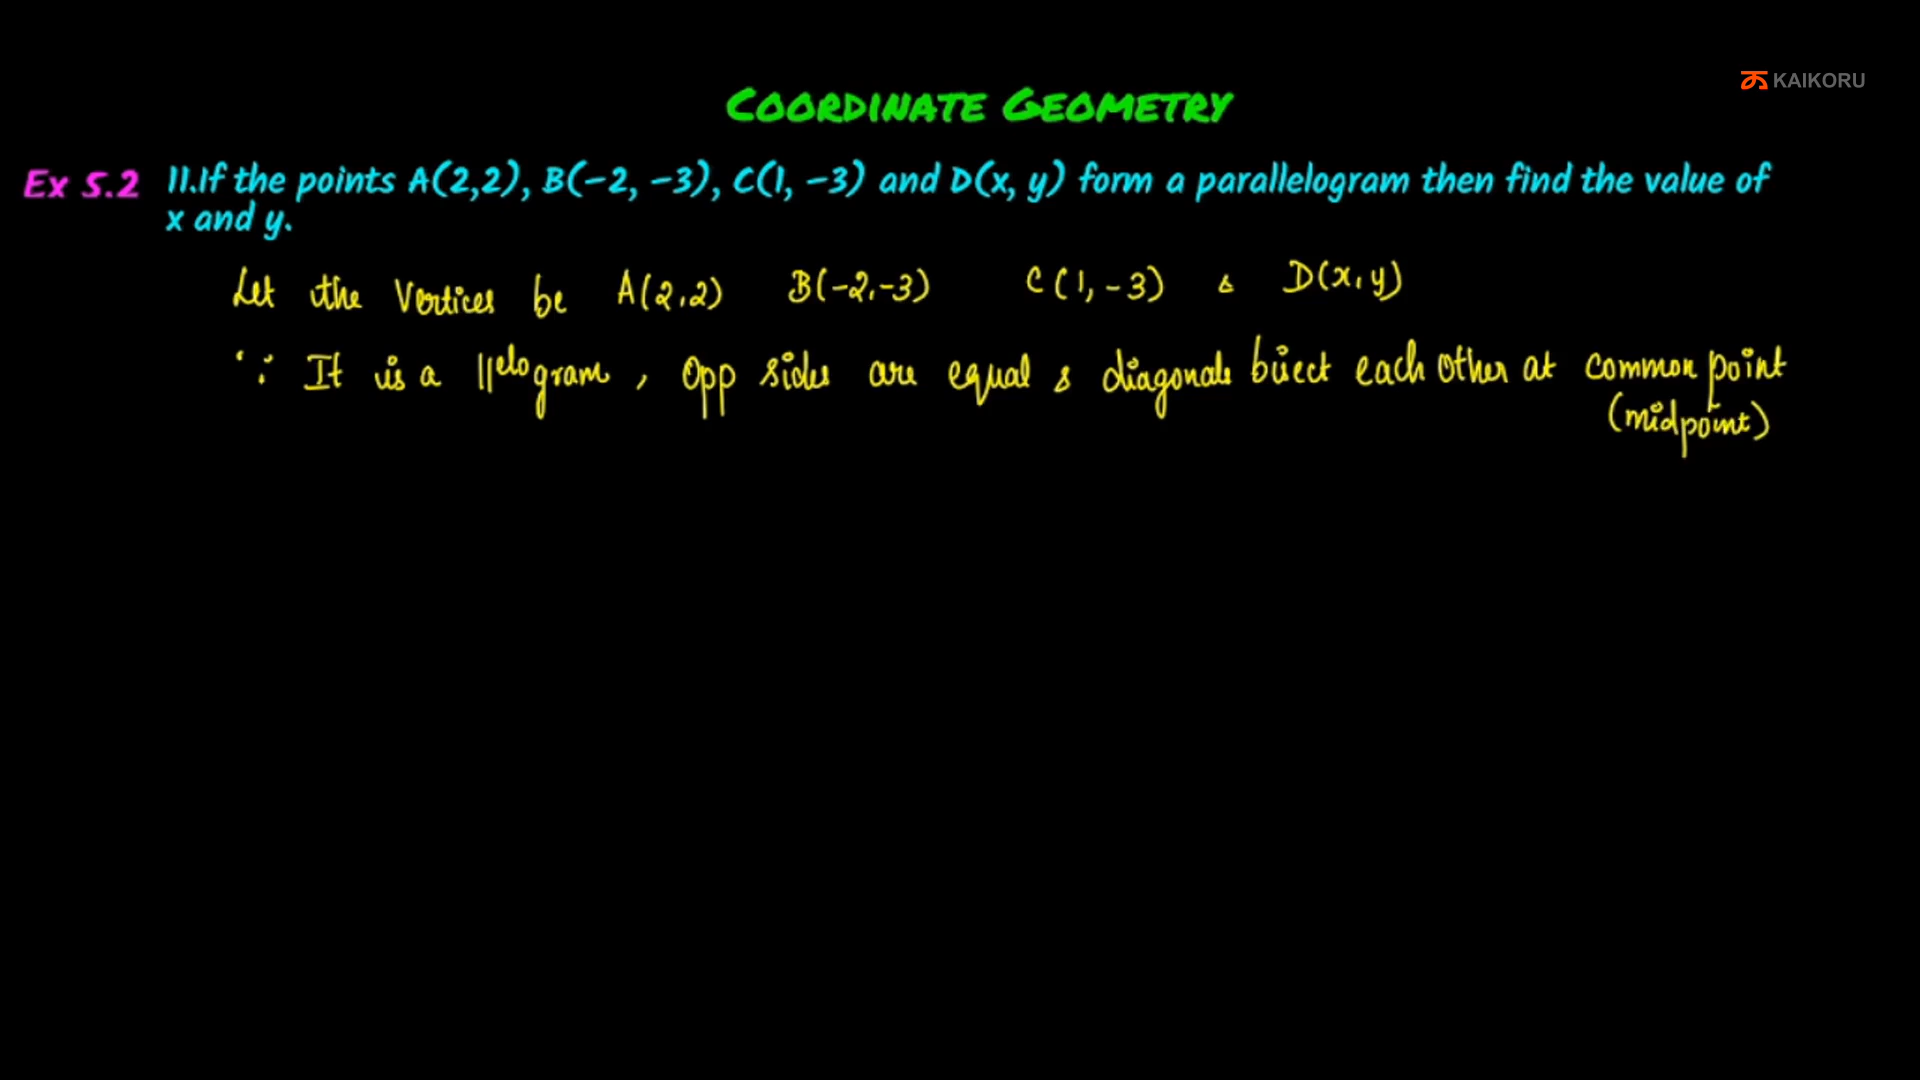 KAIKORU
COORDINATE GEOMETRY
Ex 5.2 11.If the points A(2,2), B(−2, −3), C(1, −3) and D(x, y) form a parallelogram then find the value of
x and y.
Let the Vertices be A(2,2) B(-2,-3) C(1,-3) & D(x,y)
∵ It is a ||elogram, Opp sides are equal & diagonals bisect each other at common point
(midpoint)